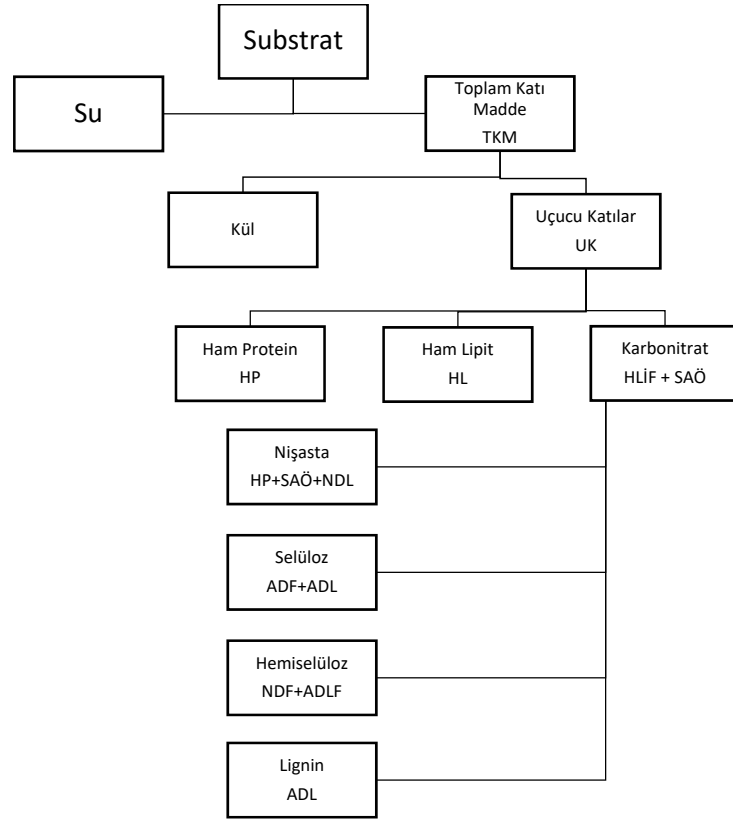 Substrat
Su
Toplam Katı
Madde
TKM
Kül
Uçucu Katılar
UK
Ham Protein
HP
Ham Lipit
HL
Karbonitrat
HLİF + SAÖ
Nişasta
HP+SAÖ+NDL
Selüloz
ADF+ADL
Hemiselüloz
NDF+ADLF
Lignin
ADL